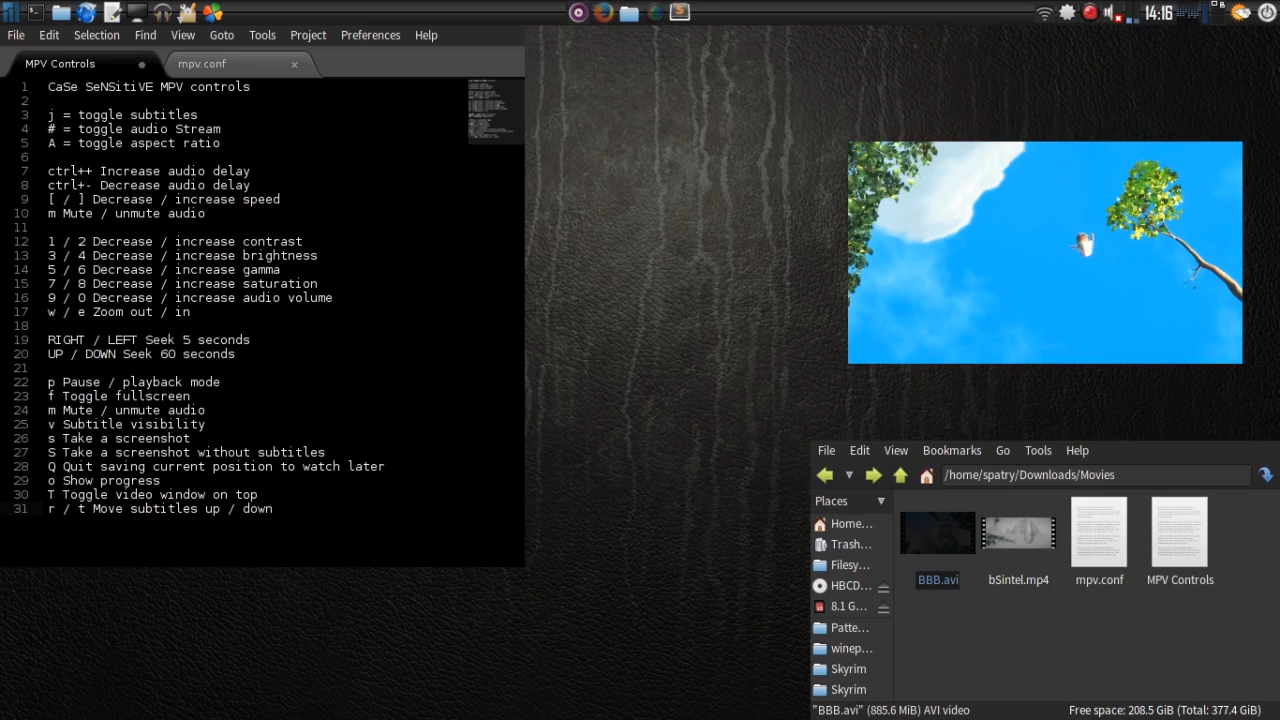 14:16
File Edit Selection Find View Goto Tools Project Preferences Help
MPV Controls
mpv.conf
1 CaSe SeNSitiVE MPV controls
2
3 j = toggle subtitles
4 # = toggle audio Stream
5 A = toggle aspect ratio
6
7 ctrl++ Increase audio delay
8 ctrl+- Decrease audio delay
9 [ / ] Decrease / increase speed
10 m Mute / unmute audio
11
12 1 / 2 Decrease / increase contrast
13 3 / 4 Decrease / increase brightness
14 5 / 6 Decrease / increase gamma
15 7 / 8 Decrease / increase saturation
16 9 / 0 Decrease / increase audio volume
17 w / e Zoom out / in
18
19 RIGHT / LEFT Seek 5 seconds
20 UP / DOWN Seek 60 seconds
21
22 p Pause / playback mode
23 f Toggle fullscreen
24 m Mute / unmute audio
25 v Subtitle visibility
26 s Take a screenshot
27 S Take a screenshot without subtitles
28 Q Quit saving current position to watch later
29 o Show progress
30 T Toggle video window on top
31 r / t Move subtitles up / down
File Edit View Bookmarks Go Tools Help
/home/spatry/Downloads/Movies
Places
Home...
Trash...
Filesy...
HBCD...
8.1 G...
Patte...
winep...
Skyrim
Skyrim
BBB.avi
bSintel.mp4
mpv.conf
MPV Controls
"BBB.avi" (885.6 MiB) AVI video
Free space: 208.5 GiB (Total: 377.4 GiB)